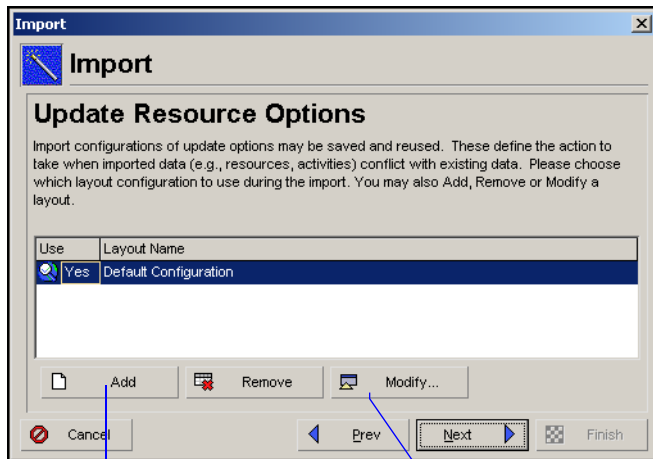 Import
Import
Update Resource Options
Import configurations of update options may be saved and reused. These define the action to
take when imported data (e.g., resources, activities) conflict with existing data. Please choose
which layout configuration to use during the import. You may also Add, Remove or Modify a
layout.
Use Layout Name
Yes Default Configuration
Add Remove Modify...
Cancel Prev Next Finish